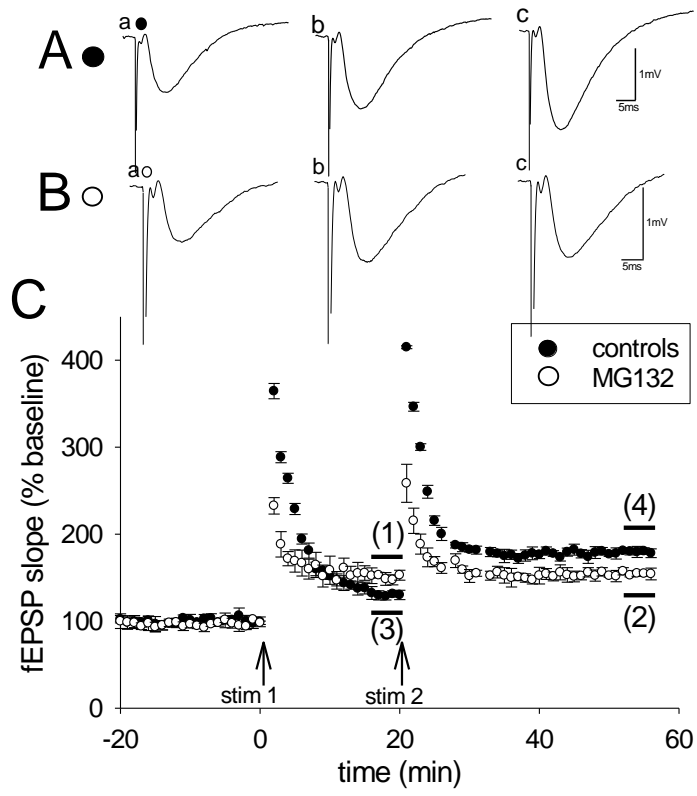 A
a
b
c
1mV
5ms
B
a
b
c
1mV
5ms
C
controls
MG132
fEPSP slope (% baseline)
400
300
200
100
0
(1)
(3)
(4)
(2)
stim 1
stim 2
-20
0
20
40
60
time (min)